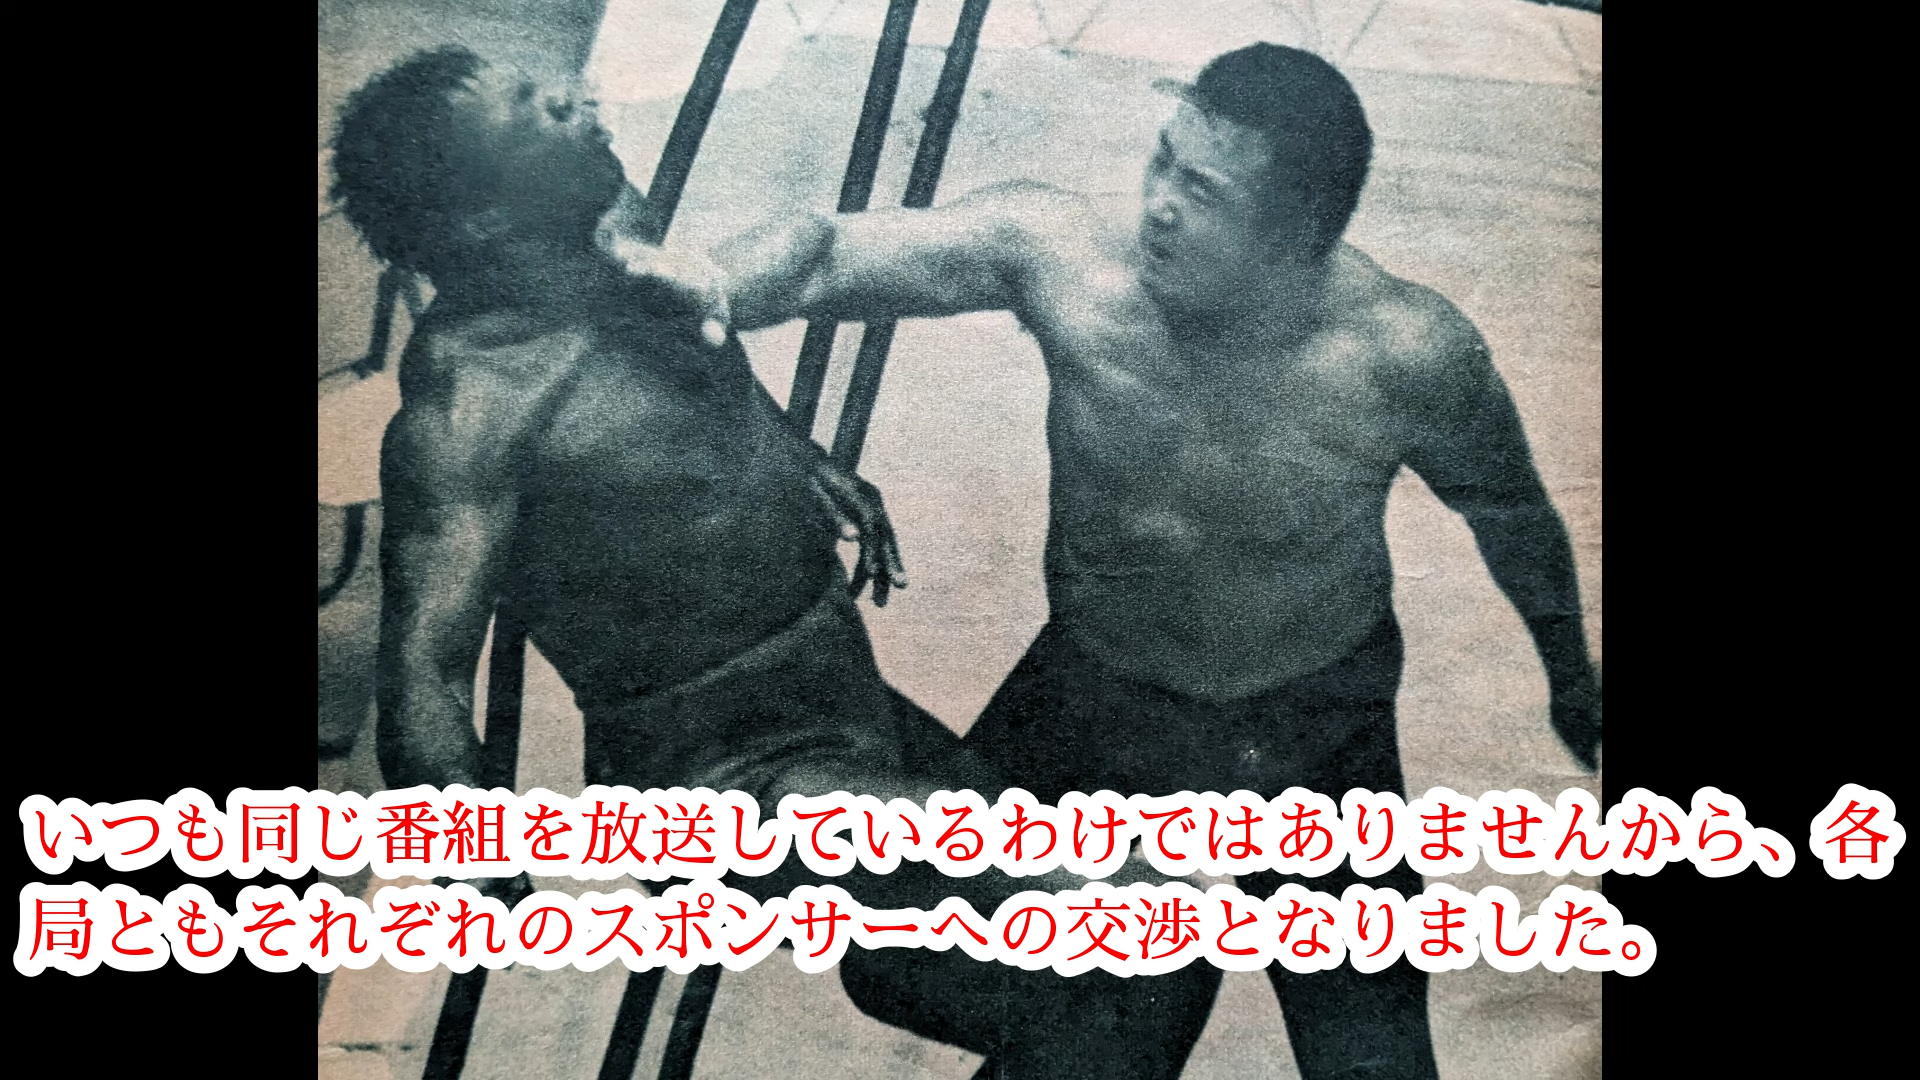 いつも同じ番組を放送しているわけではありませんから、各
局ともそれぞれのスポンサーへの交渉となりました。